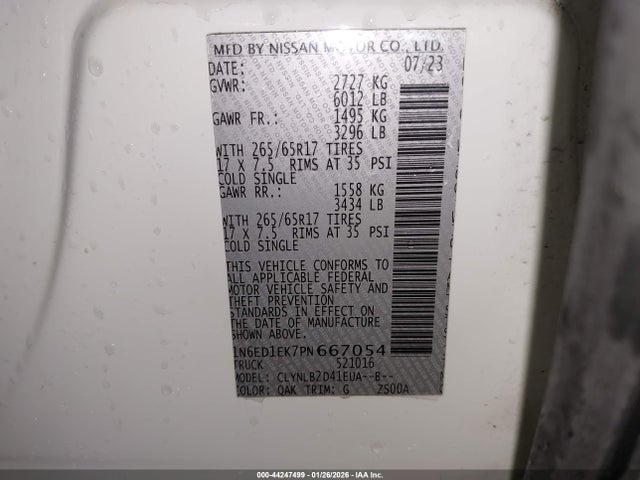 MFD BY NISSAN MOTOR CO., LTD.
DATE: 07/23
GVWR: 2727 KG
6012 LB
GAWR FR.: 1495 KG
3296 LB
WITH 265/65R17 TIRES
17 X 7.5 RIMS AT 35 PSI
COLD SINGLE
GAWR RR.: 1558 KG
3434 LB
WITH 265/65R17 TIRES
17 X 7.5 RIMS AT 35 PSI
COLD SINGLE
THIS VEHICLE CONFORMS TO
ALL APPLICABLE FEDERAL
MOTOR VEHICLE SAFETY AND
THEFT PREVENTION
STANDARDS IN EFFECT ON
THE DATE OF MANUFACTURE
SHOWN ABOVE.
1N6ED1EK7PN667054
TRUCK 521016
MODEL: CLYNLB2D41EUA--B--
COLOR: QAK TRIM: G ZS00A
000-44247499 | 01/26/2026 | IAA Inc.